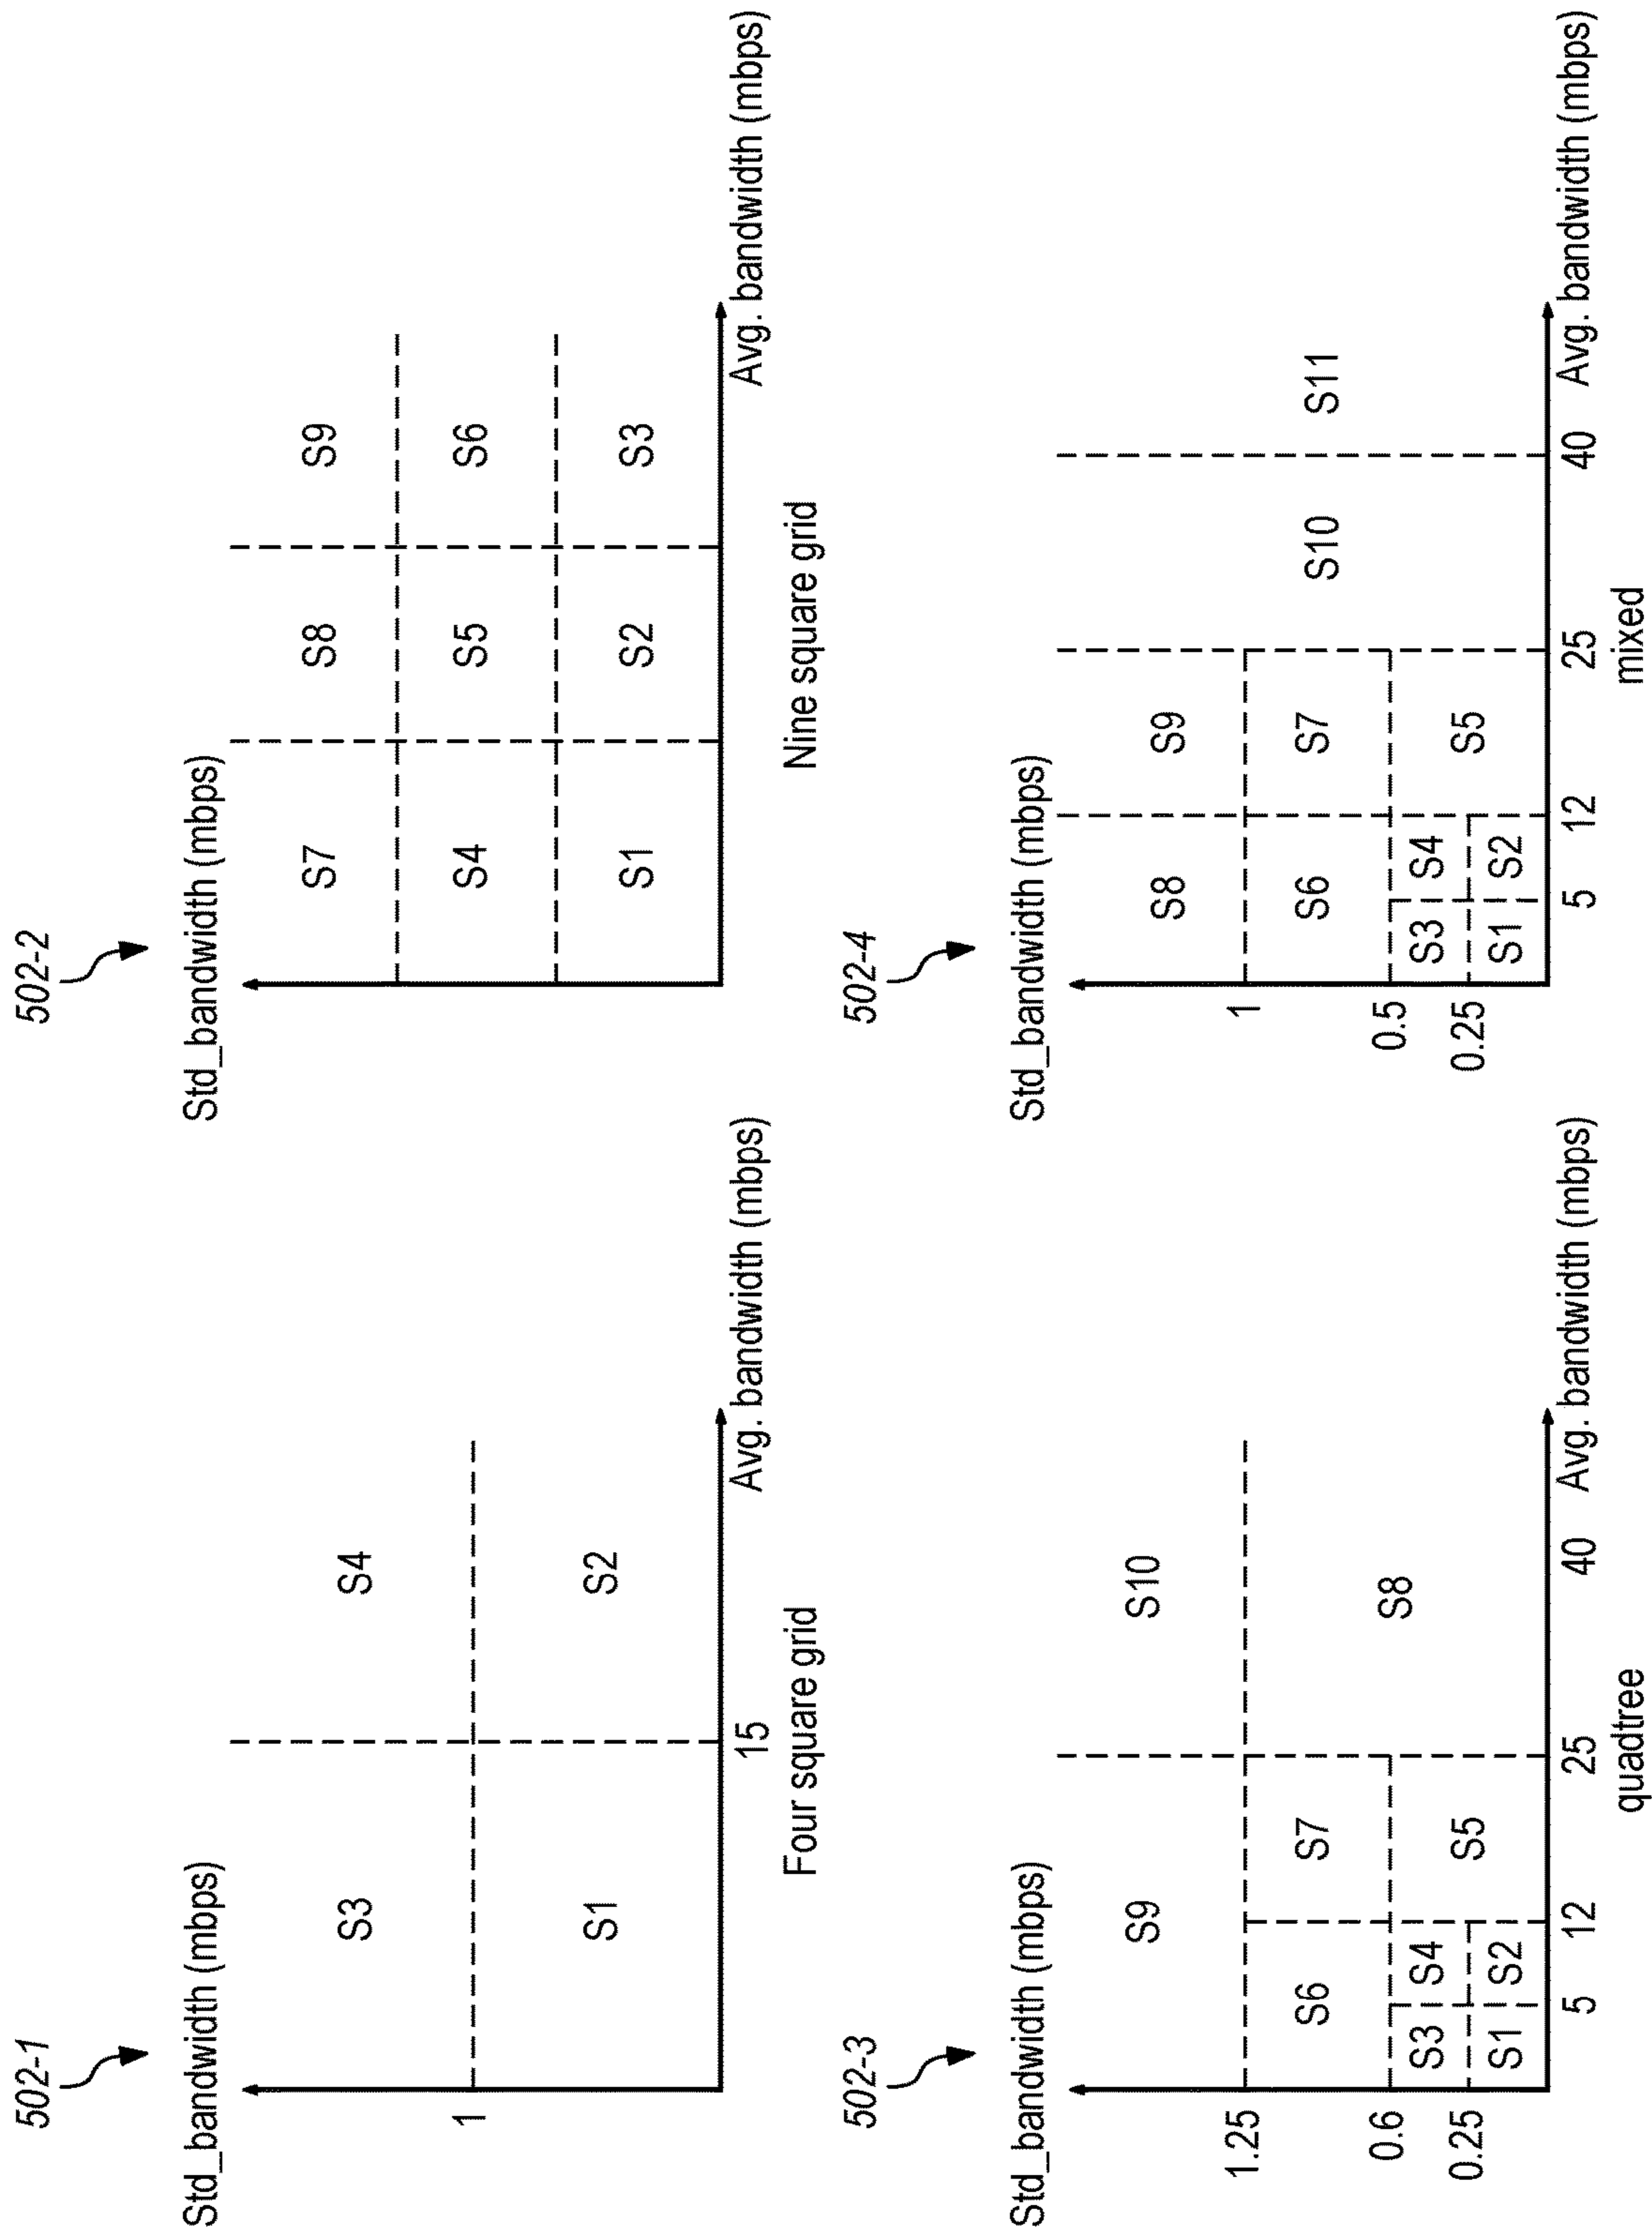 502-1
Std_bandwidth (mbps)
S3
S4
1
S1
S2
15
Avg. bandwidth (mbps)
Four square grid
502-2
Std_bandwidth (mbps)
S7
S8
S9
S4
S5
S6
S1
S2
S3
Avg. bandwidth (mbps)
Nine square grid
502-3
Std_bandwidth (mbps)
S9
S10
1.25
S6
S7
0.6
S8
S3
S4
0.25
S5
S1
S2
5
12
25
40
Avg. bandwidth (mbps)
quadtree
502-4
Std_bandwidth (mbps)
S8
S9
1
S6
S7
S10
S11
0.5
S3
S4
0.25
S5
S1
S2
5
12
25
40
Avg. bandwidth (mbps)
mixed